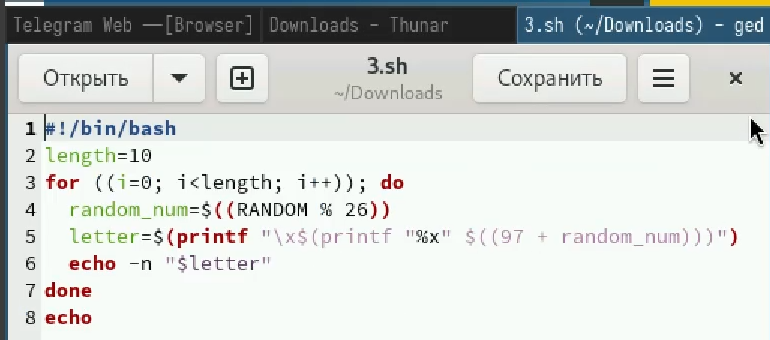 Telegram Web —[Browser] Downloads - Thunar 3.sh (~/Downloads) - ged
Открыть 3.sh Сохранить
~/Downloads
1 #!/bin/bash
2 length=10
3 for ((i=0; i<length; i++)); do
4   random_num=$((RANDOM % 26))
5   letter=$(printf "\x$(printf "%x" $((97 + random_num)))")
6   echo -n "$letter"
7 done
8 echo